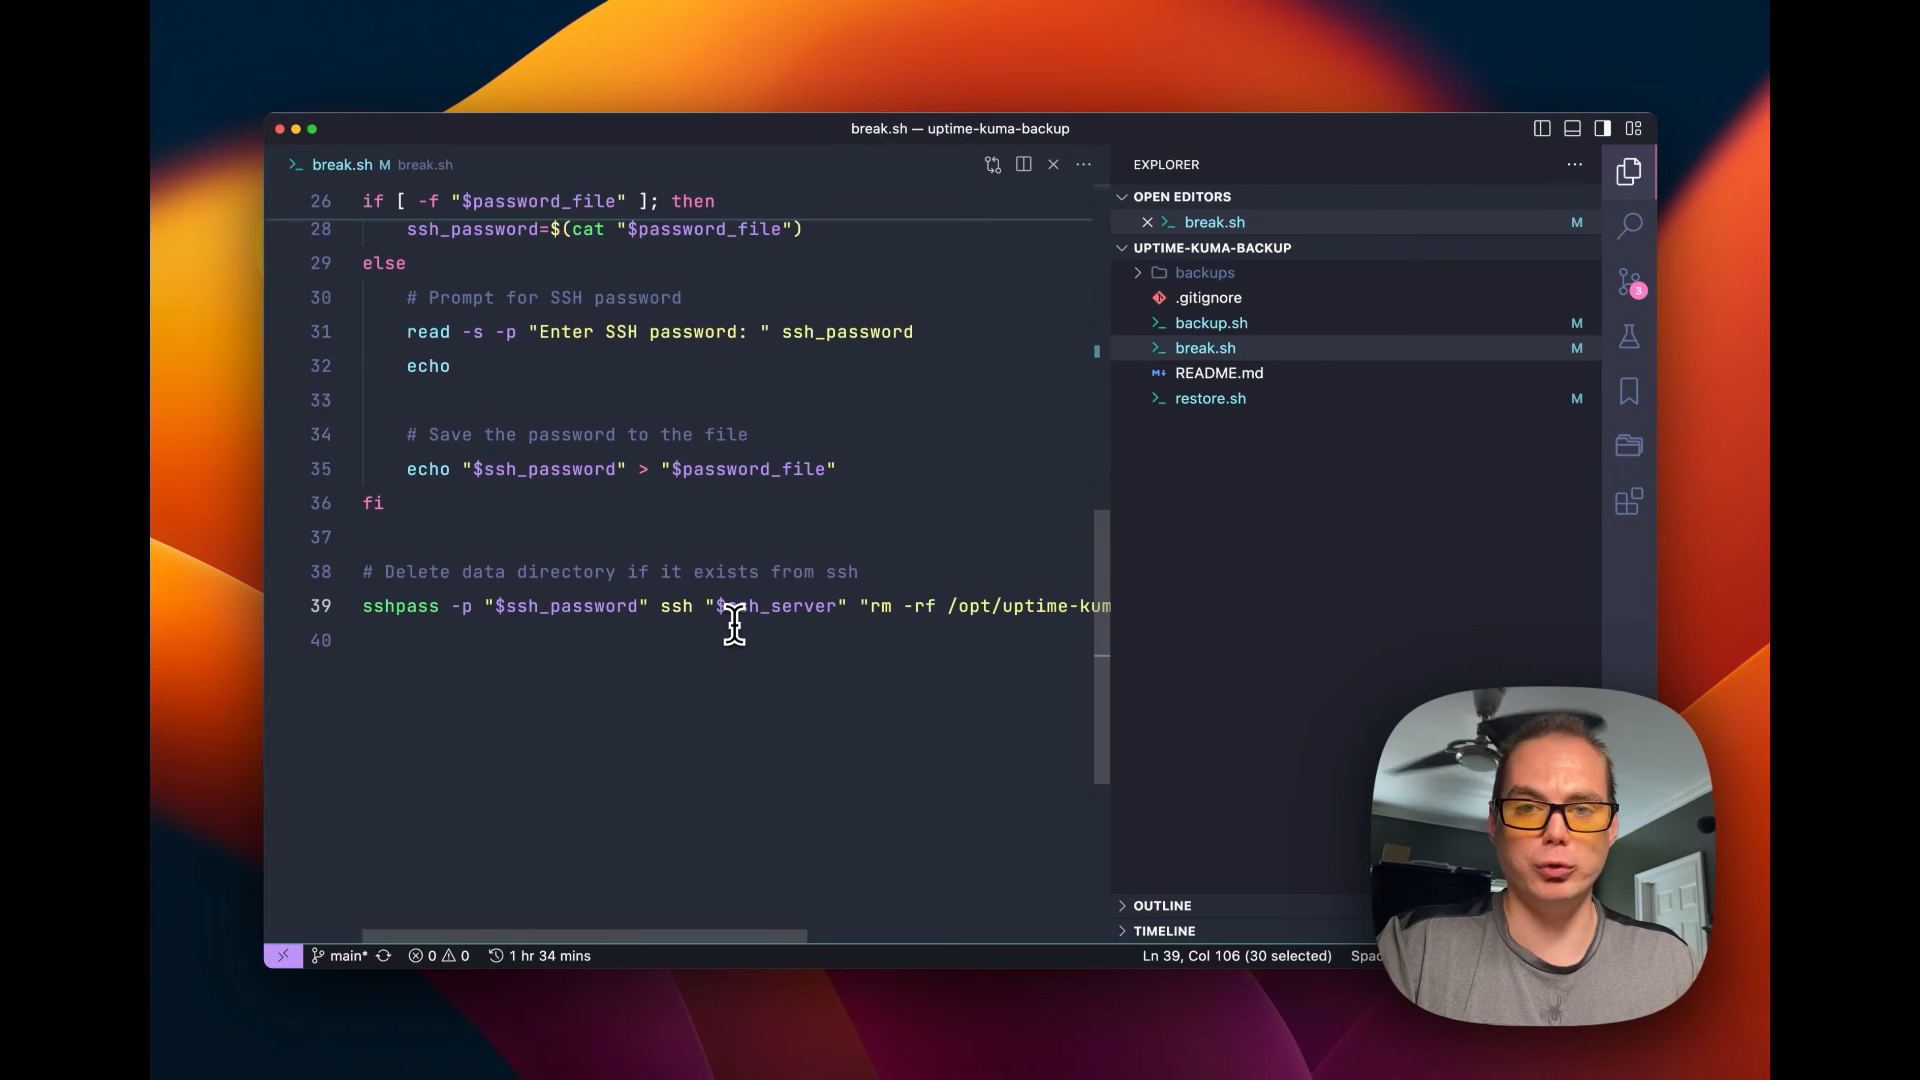 break.sh — uptime-kuma-backup
break.sh M break.sh
26 if [ -f "$password_file" ]; then
28 ssh_password=$(cat "$password_file")
29 else
30 # Prompt for SSH password
31 read -s -p "Enter SSH password: " ssh_password
32 echo
33
34 # Save the password to the file
35 echo "$ssh_password" > "$password_file"
36 fi
37
38 # Delete data directory if it exists from ssh
39 sshpass -p "$ssh_password" ssh "$ssh_server" "rm -rf /opt/uptime-kum
40
EXPLORER
OPEN EDITORS
break.sh M
UPTIME-KUMA-BACKUP
backups
.gitignore
backup.sh M
break.sh M
README.md
restore.sh M
3
OUTLINE
TIMELINE
main* 0 0 1 hr 34 mins
Ln 39, Col 106 (30 selected)